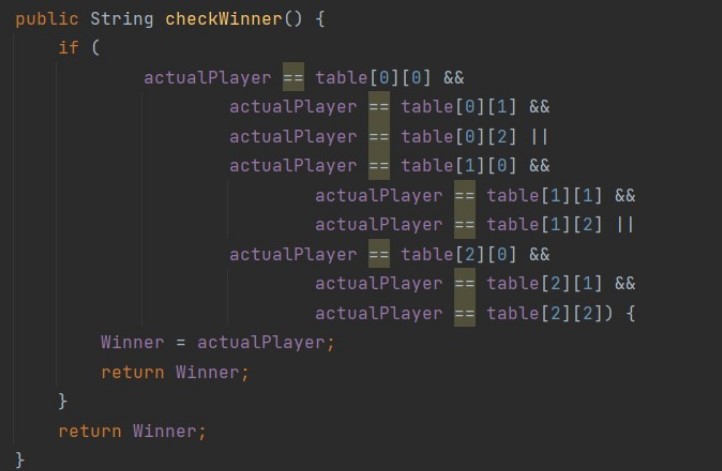 public String checkWinner() {
if (
actualPlayer == table[0][0] &&
actualPlayer == table[0][1] &&
actualPlayer == table[0][2] ||
actualPlayer == table[1][0] &&
actualPlayer == table[1][1] &&
actualPlayer == table[1][2] ||
actualPlayer == table[2][0] &&
actualPlayer == table[2][1] &&
actualPlayer == table[2][2]) {
Winner = actualPlayer;
return Winner;
}
return Winner;
}